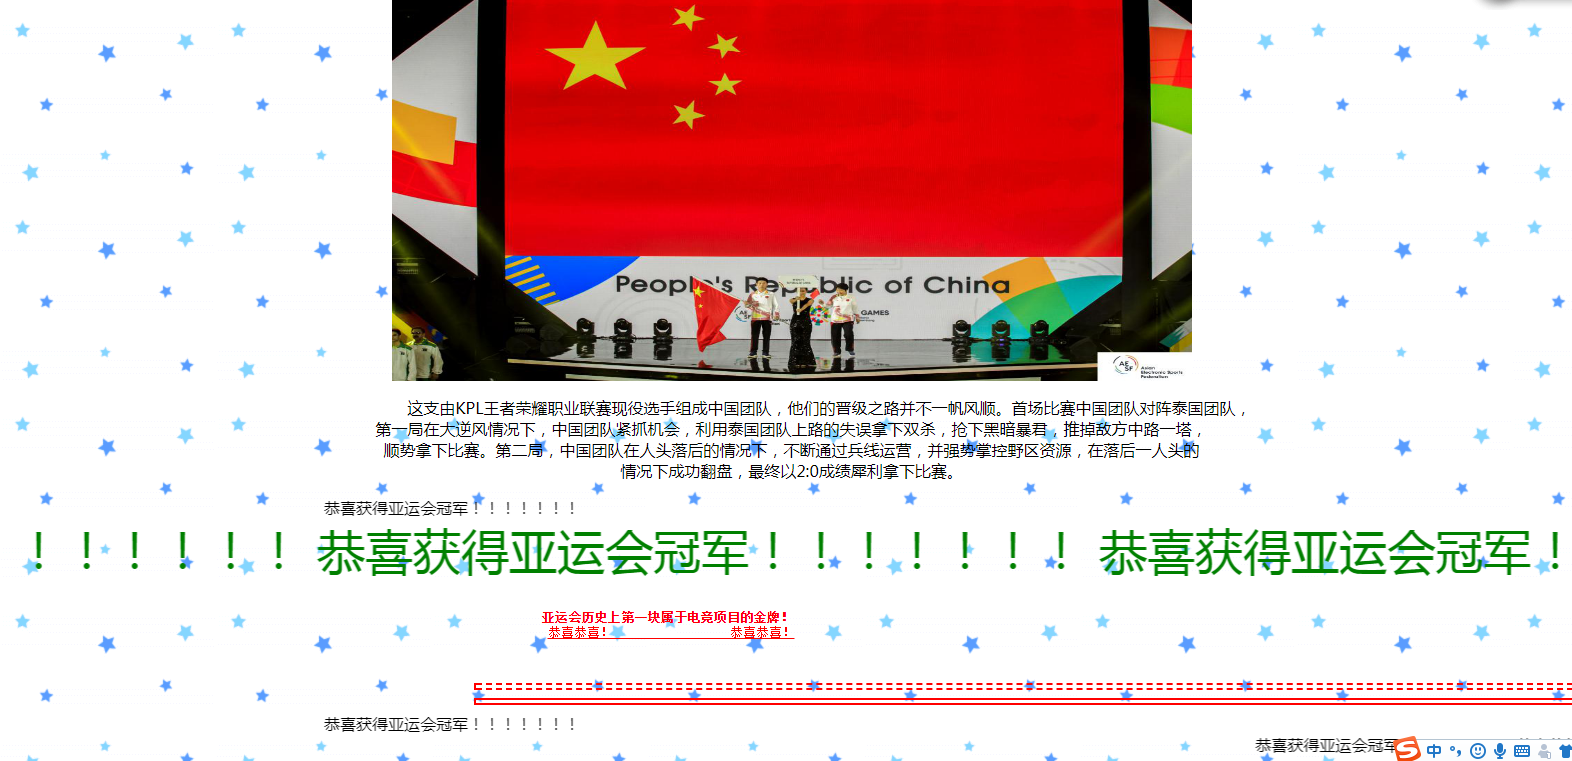 People's Republic of China
GAMES
AE
SF
Asian
Electronic Sports
Federation
这支由KPL王者荣耀职业联赛现役选手组成中国团队，他们的晋级之路并不一帆风顺。首场比赛中国团队对阵泰国团队，
第一局在大逆风情况下，中国团队紧抓机会，利用泰国团队上路的失误拿下双杀，抢下黑暗暴君，推掉敌方中路一塔，
顺势拿下比赛。第二局，中国团队在人头落后的情况下，不断通过兵线运营，并强势掌控野区资源，在落后一人头的
情况下成功翻盘，最终以2:0成绩犀利拿下比赛。
恭喜获得亚运会冠军！！！！！！！
！！！！！！ 恭喜获得亚运会冠军！！！！！！！ 恭喜获得亚运会冠军！
亚运会历史上第一块属于电竞项目的金牌！
恭喜恭喜！ 恭喜恭喜！
恭喜获得亚运会冠军！！！！！！！
恭喜获得亚运会冠军
中